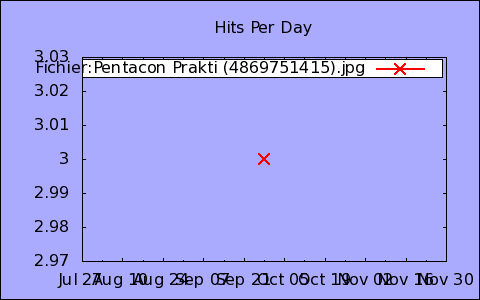 Hits Per Day
3.03
Fichier:Pentacon Prakti (4869751415).jpg
3.02
3.01
3
2.99
2.98
2.97
Jul 27 Aug 10 Aug 24 Sep 07 Sep 21 Oct 05 Oct 19 Nov 02 Nov 16 Nov 30